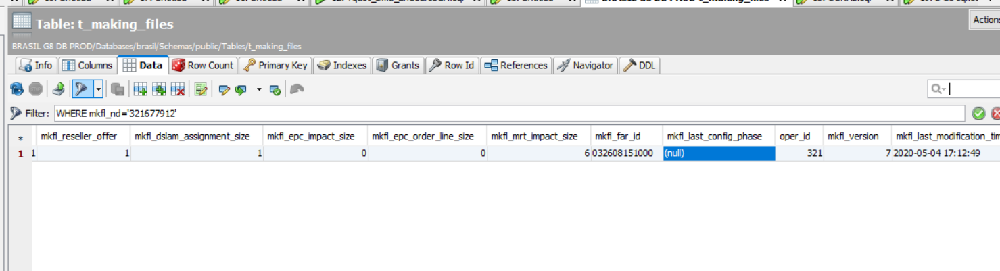 Table: t_making_files
Actions
BRASIL G8 DB PROD/Databases/brasil/Schemas/public/Tables/t_making_files
Info Columns Data Row Count Primary Key Indexes Grants Row Id References Navigator DDL
Filter: WHERE mkfl_nd='321677912'
* mkfl_reseller_offer mkfl_dslam_assignment_size mkfl_epc_impact_size mkfl_epc_order_line_size mkfl_mrt_impact_size mkfl_far_id mkfl_last_config_phase oper_id mkfl_version mkfl_last_modification_tim
1 1 1 1 0 0 6 032608151000 (null) 321 7 2020-05-04 17:12:49